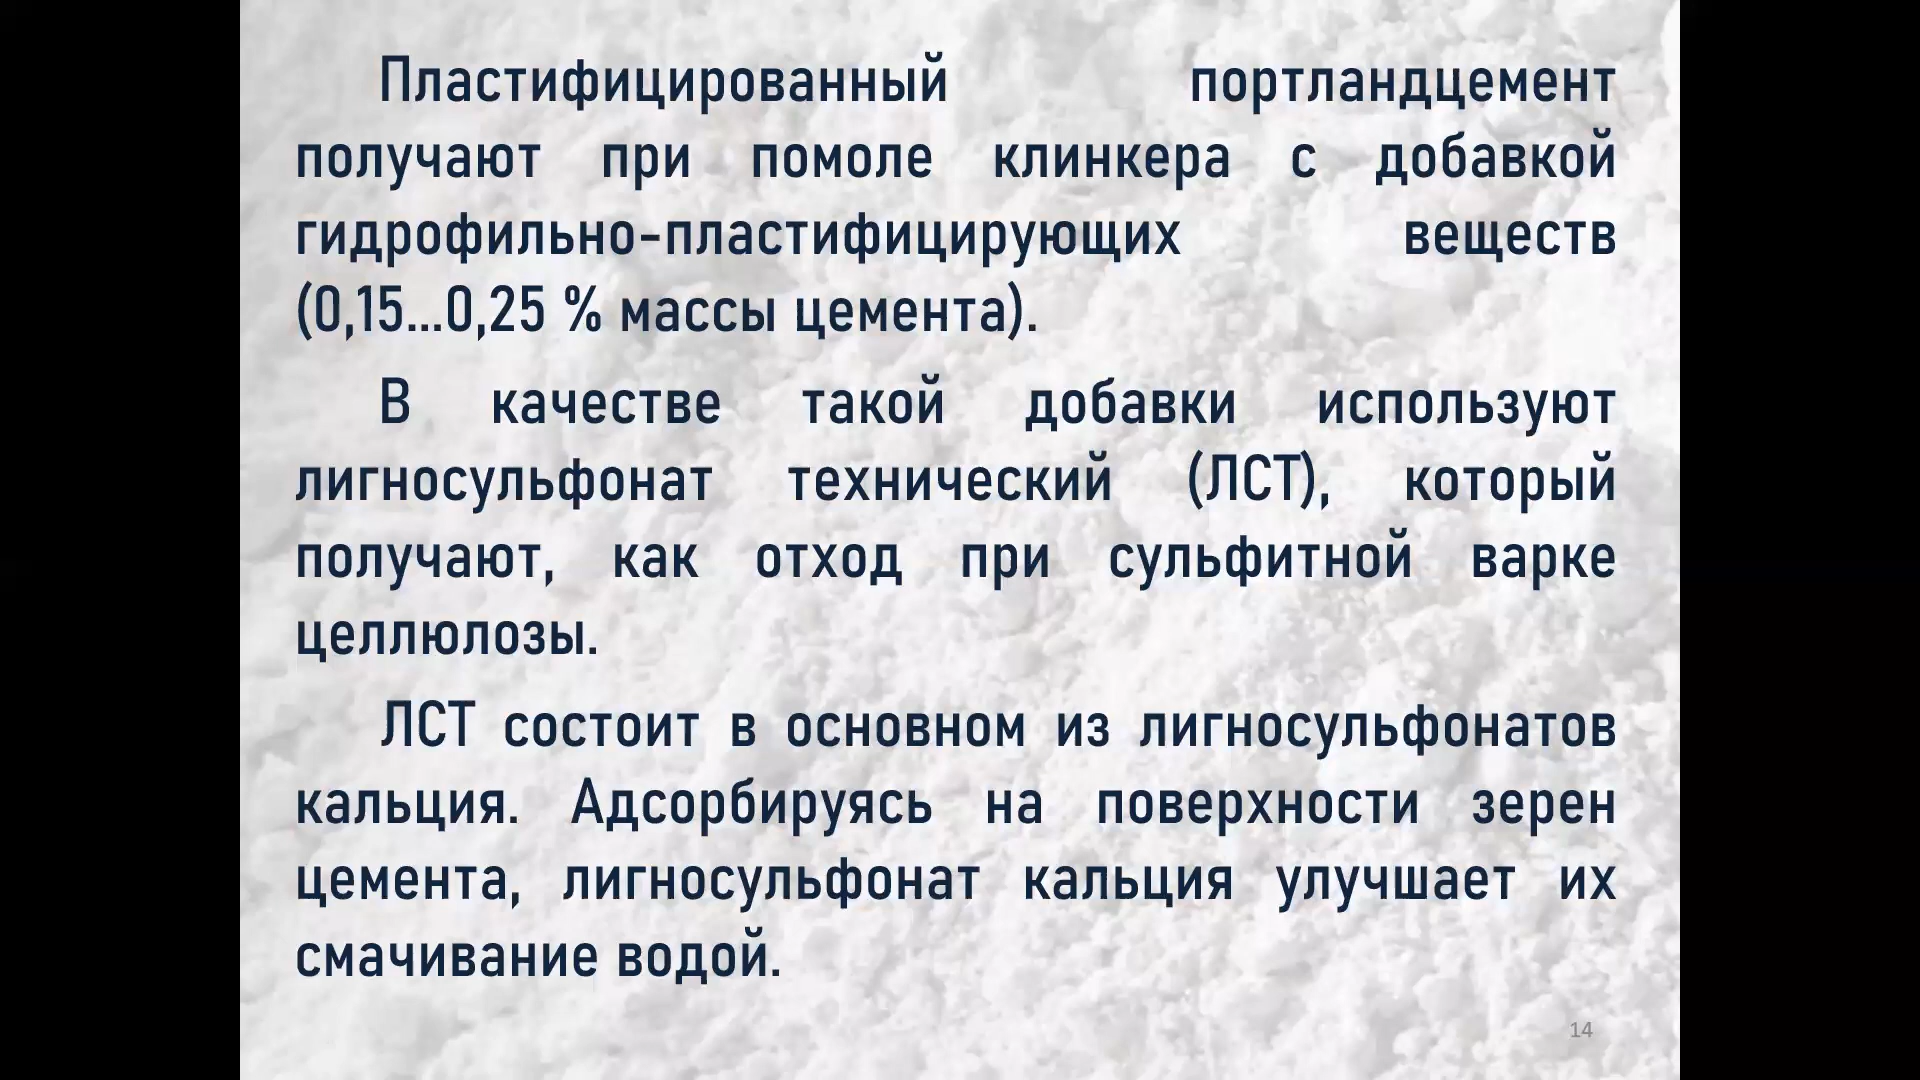 Пластифицированный портландцемент
получают при помоле клинкера с добавкой
гидрофильно-пластифицирующих веществ
(0,15...0,25 % массы цемента).
В качестве такой добавки используют
лигносульфонат технический (ЛСТ), который
получают, как отход при сульфитной варке
целлюлозы.
ЛСТ состоит в основном из лигносульфонатов
кальция. Адсорбируясь на поверхности зерен
цемента, лигносульфонат кальция улучшает их
смачивание водой.
14